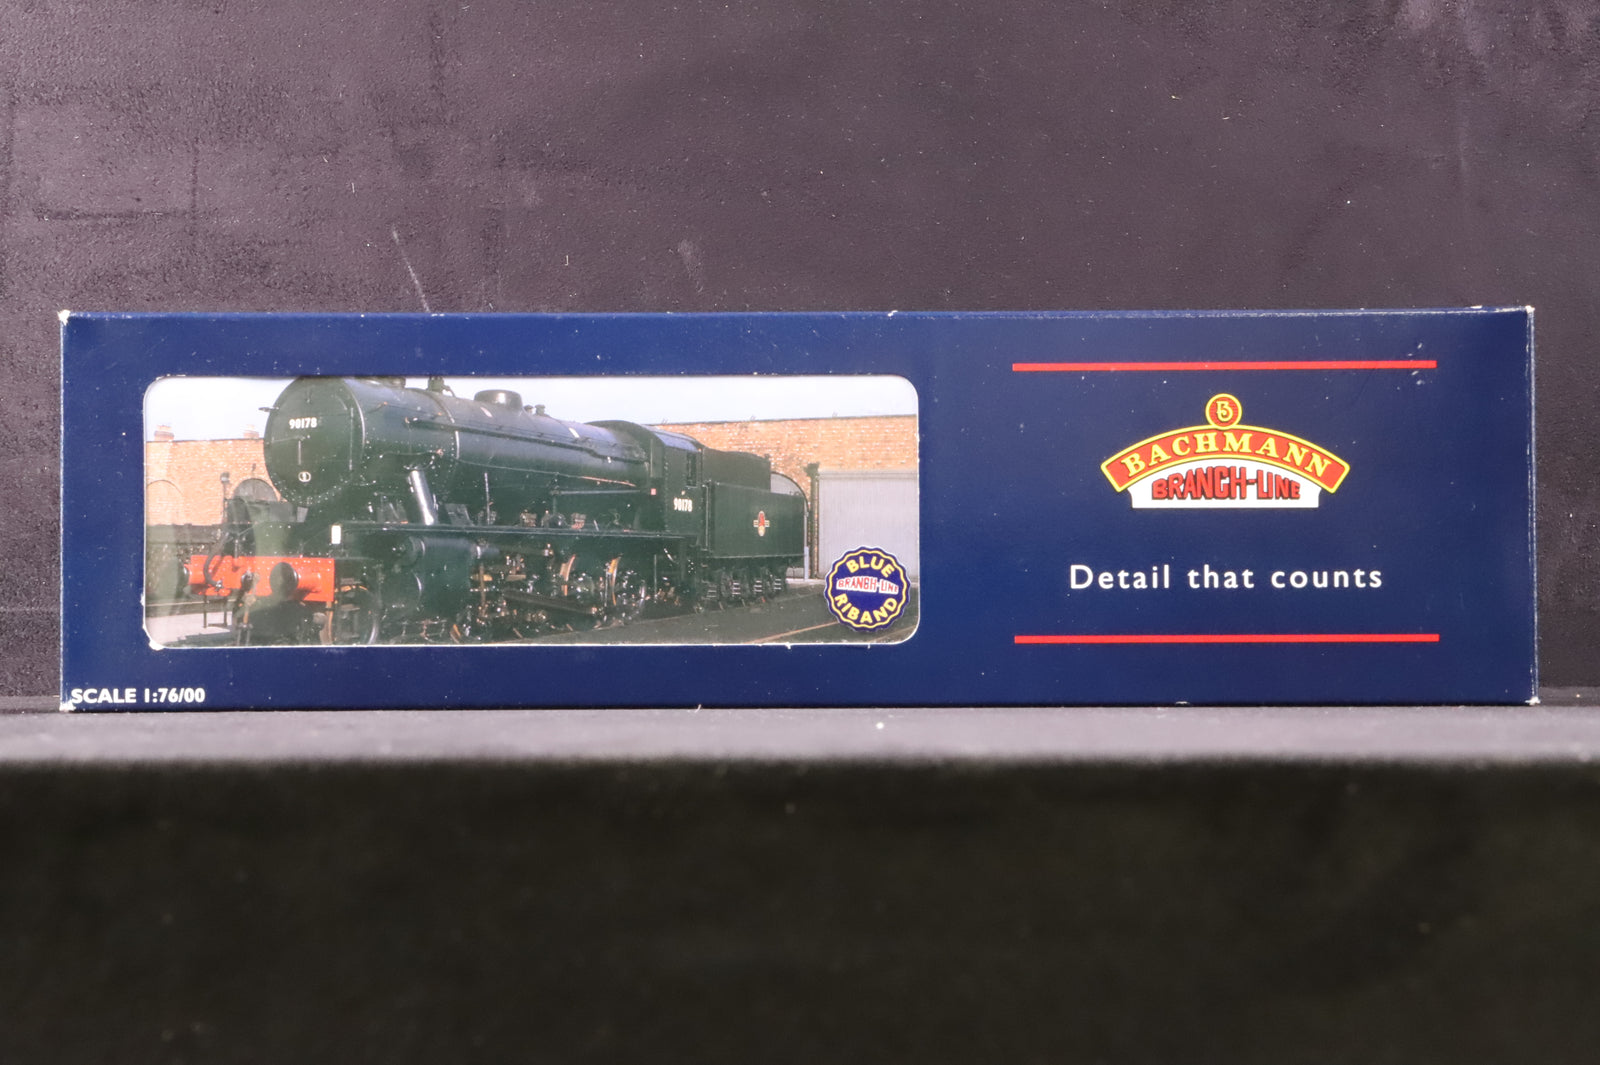 90178
90178
BLUE
BRANCH-LINE
RIBAND
SCALE 1:76/00
B
BACHMANN
BRANCH-LINE
Detail that counts